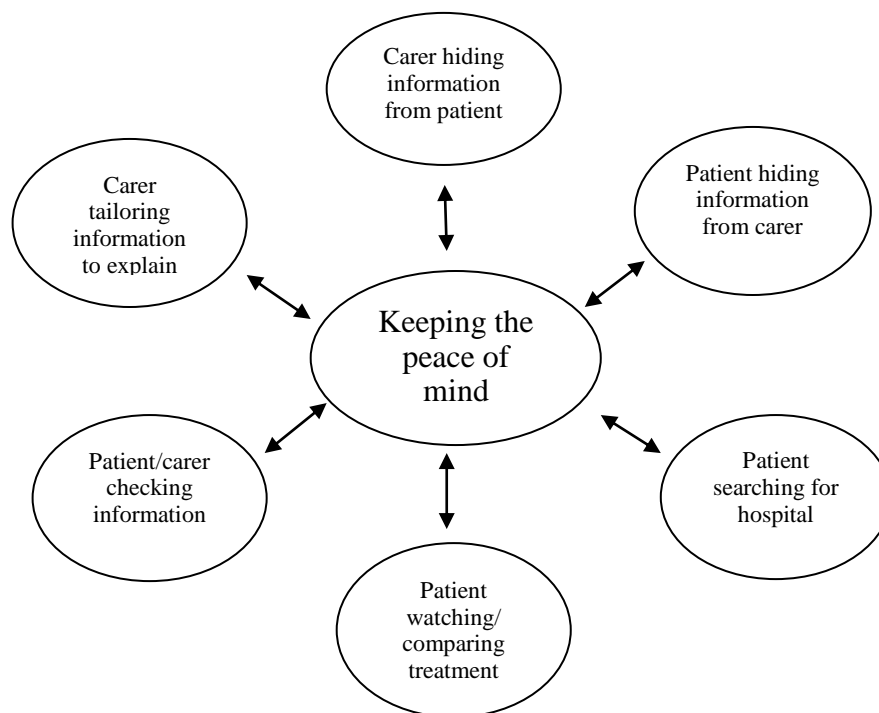 Carer hiding
information
from patient
Carer
tailoring
information
to explain
Patient hiding
information
from carer
Keeping the
peace of
mind
Patient/carer
checking
information
Patient
searching for
hospital
Patient
watching/
comparing
treatment